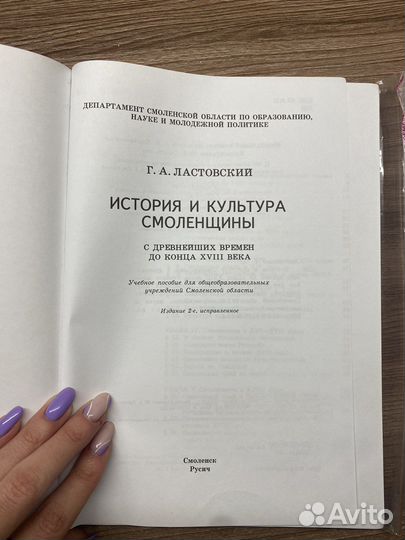 ДЕПАРТАМЕНТ СМОЛЕНСКОЙ ОБЛАСТИ ПО ОБРАЗОВАНИЮ,
НАУКЕ И МОЛОДЕЖНОЙ ПОЛИТИКЕ
Г. А. ЛАСТОВСКИЙ
ИСТОРИЯ И КУЛЬТУРА
СМОЛЕНЩИНЫ
С ДРЕВНЕЙШИХ ВРЕМЕН
ДО КОНЦА XVIII ВЕКА
Учебное пособие для общеобразовательных
учреждений Смоленской области
Издание 2-е, исправленное
Смоленск
Русич
Avito